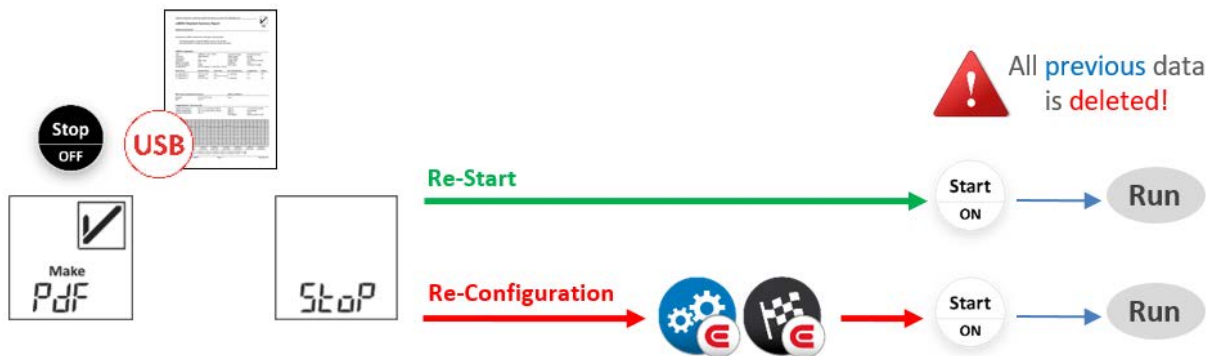 All previous data
is deleted!
Stop
OFF
USB
Re-Start
Start
ON
Run
Make
PdF
StoP
Re-Configuration
Start
ON
Run